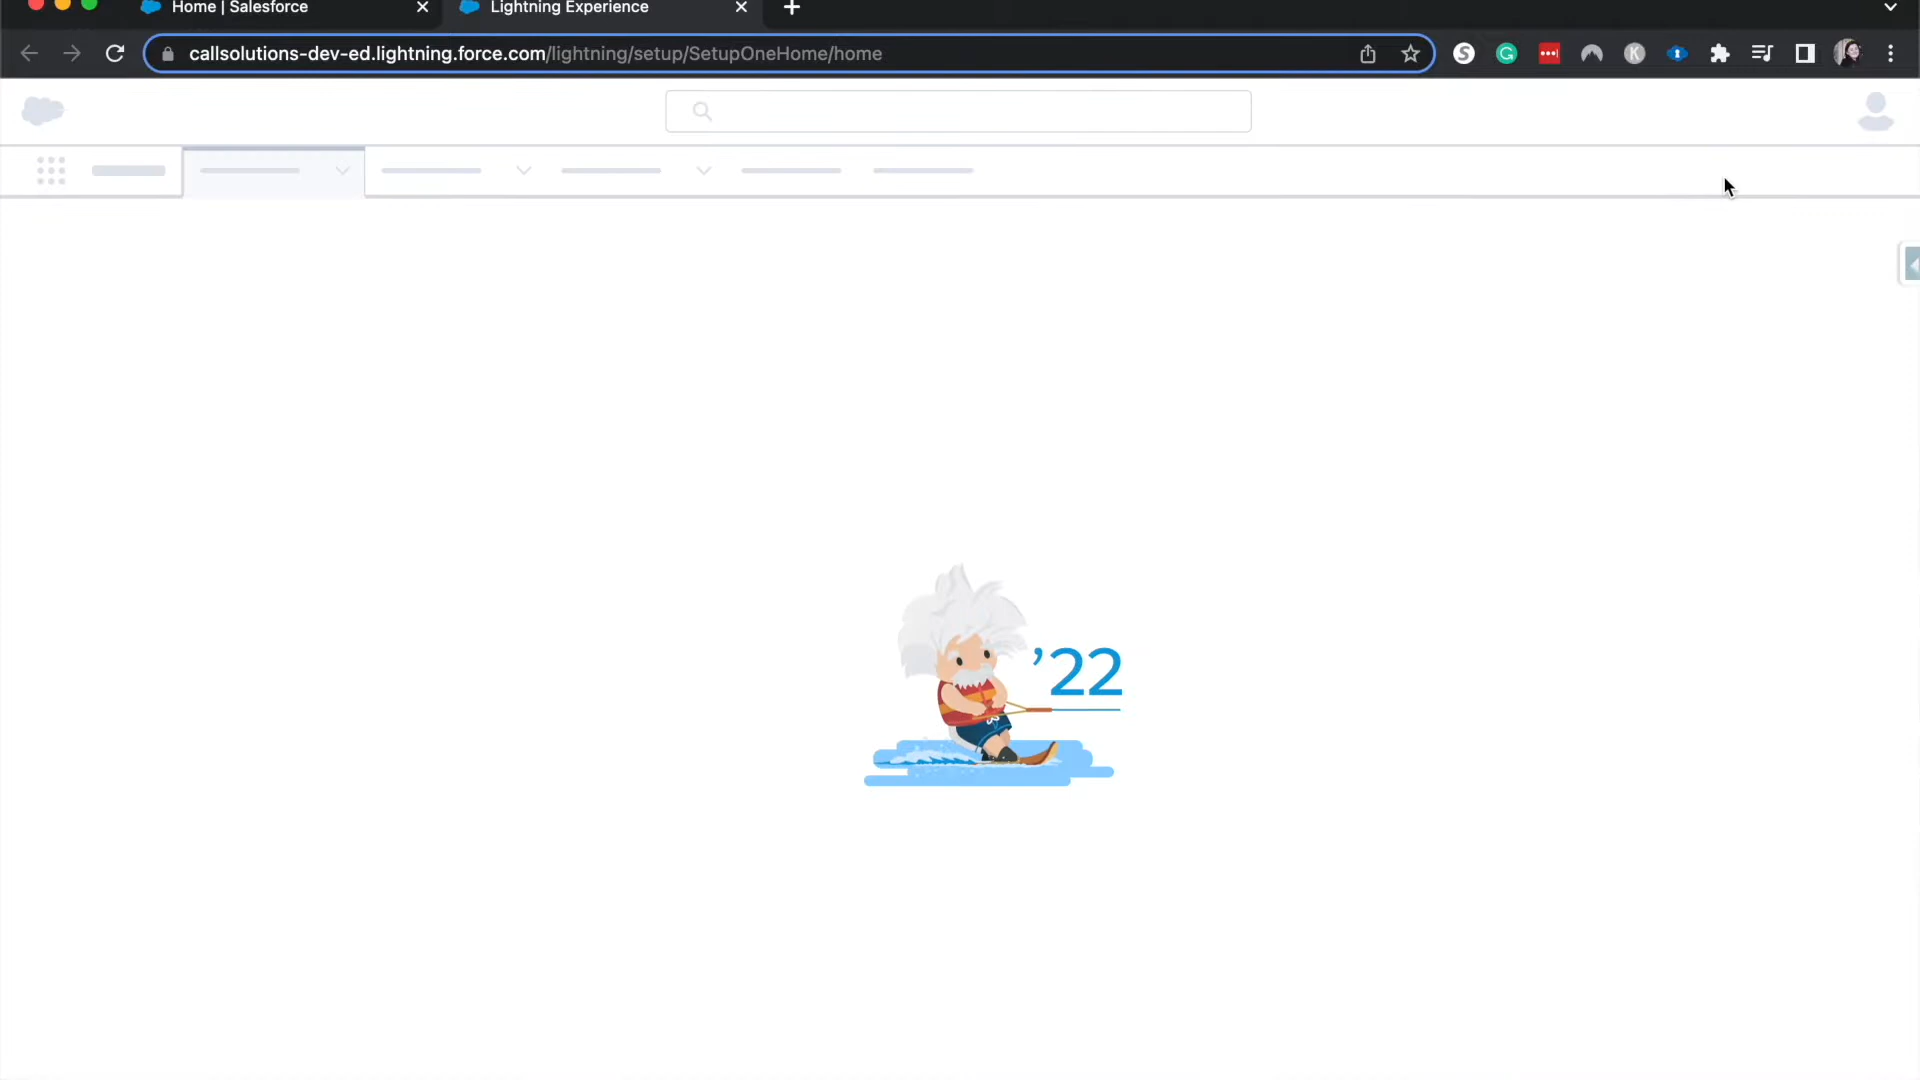 Home | Salesforce
Lightning Experience
callsolutions-dev-ed.lightning.force.com/lightning/setup/SetupOneHome/home
S
G
K
’22